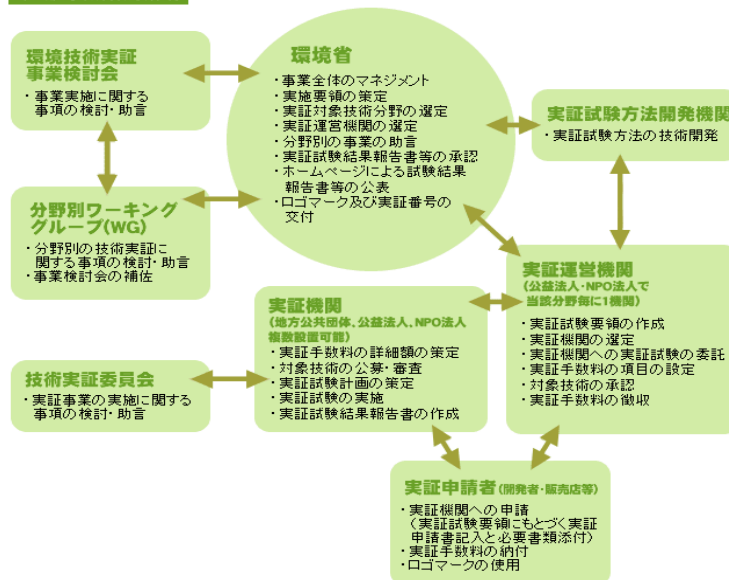 環境技術実証
事業検討会
・事業実施に関する
事項の検討・助言
環境省
・事業全体のマネジメント
・実施要領の策定
・実証対象技術分野の選定
・実証運営機関の選定
・分野別の事業の助言
・実証試験結果報告書等の承認
・ホームページによる試験結果
報告書等の公表
・ロゴマーク及び実証番号の
交付
実証試験方法開発機関
・実証試験方法の技術開発
分野別ワーキング
グループ(WG)
・分野別の技術実証に
関する事項の検討・助言
・事業検討会の補佐
実証運営機関
(公益法人・NPO法人で
当該分野毎に1機関)
・実証試験要領の作成
・実証機関の選定
・実証機関への実証試験の委託
・実証手数料の項目の設定
・対象技術の承認
・実証手数料の徴収
実証機関
(地方公共団体、公益法人、NPO法人
複数設置可能)
・実証手数料の詳細額の策定
・対象技術の公募・審査
・実証試験計画の策定
・実証試験の実施
・実証試験結果報告書の作成
技術実証委員会
・実証事業の実施に関する
事項の検討・助言
実証申請者(開発者・販売店等)
・実証機関への申請
(実証試験要領にもとづく実証
申請書記入と必要書類添付)
・実証手数料の納付
・ロゴマークの使用